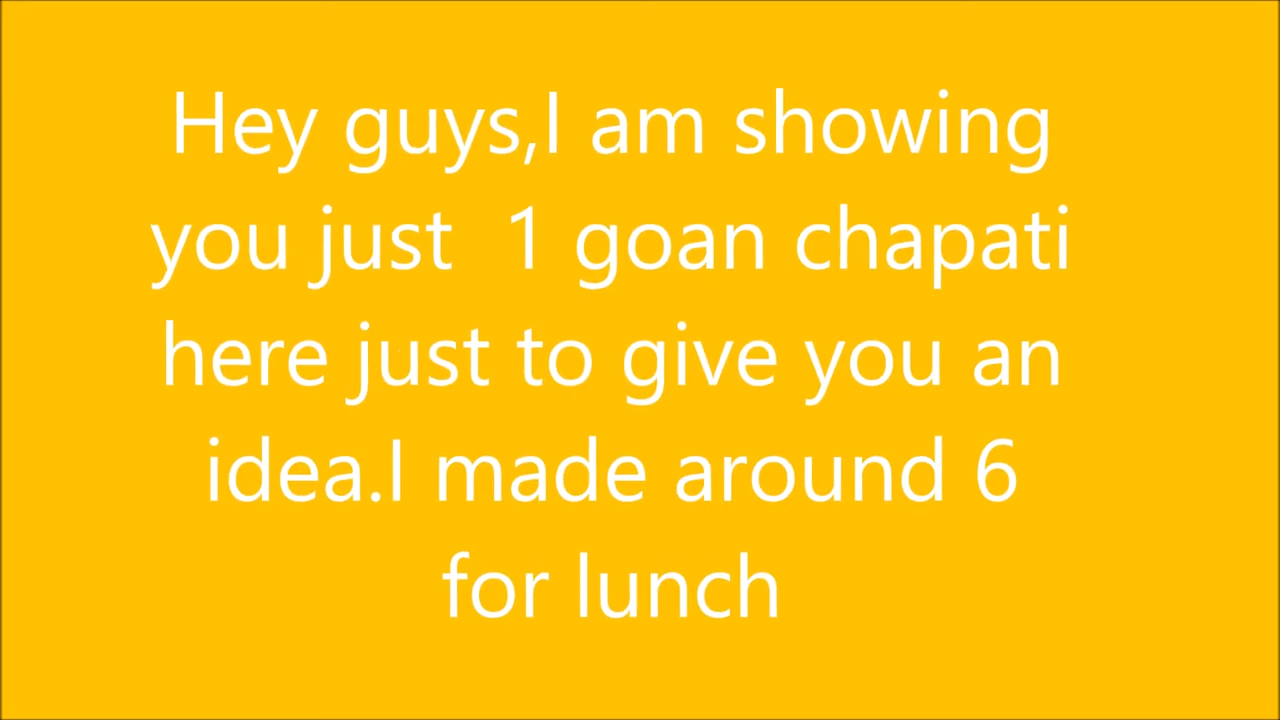 Hey guys,I am showing
you just  1 goan chapati
here just to give you an
idea.I made around 6
for lunch